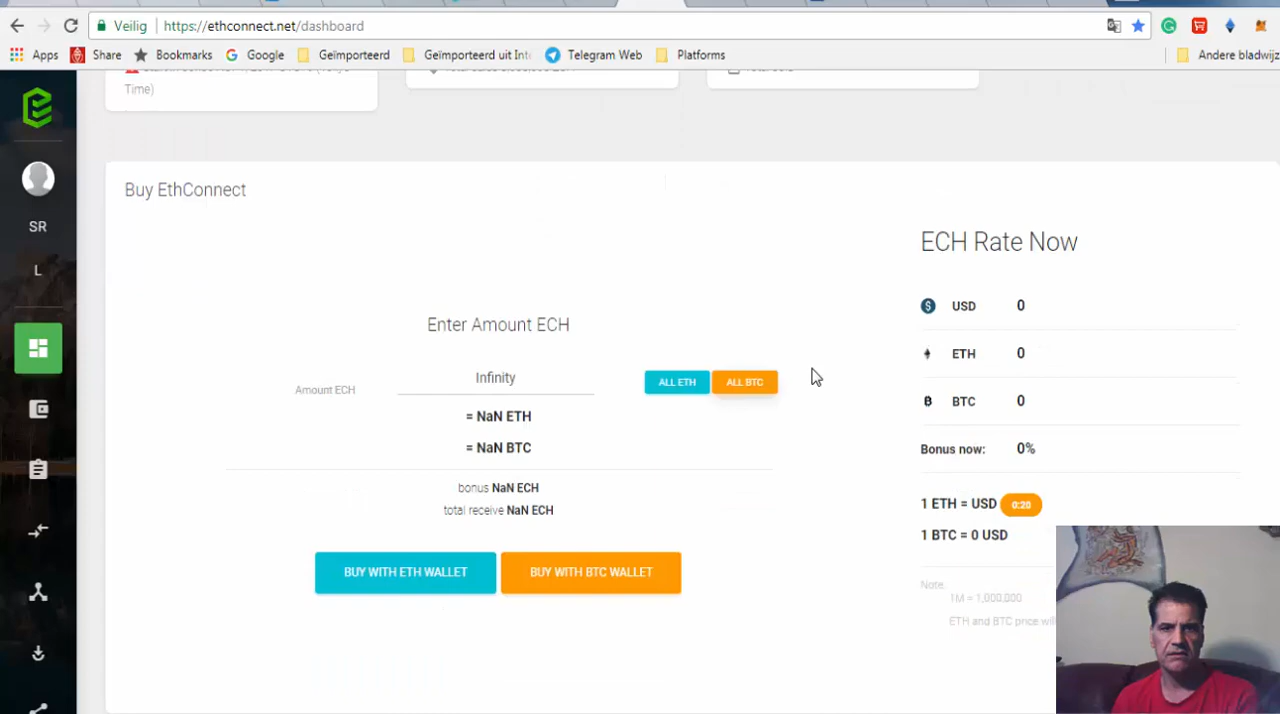 Veilig https://ethconnect.net/dashboard
Apps Share Bookmarks Google Geïmporteerd Geïmporteerd uit Inte Telegram Web Platforms Andere bladwijz
Time)
SR
L
Buy EthConnect
Enter Amount ECH
Amount ECH Infinity ALL ETH ALL BTC
= NaN ETH
= NaN BTC
bonus NaN ECH
total receive NaN ECH
BUY WITH ETH WALLET BUY WITH BTC WALLET
ECH Rate Now
USD 0
ETH 0
BTC 0
Bonus now: 0%
1 ETH = USD 0:20
1 BTC = 0 USD
Note:
1M = 1,000,000
ETH and BTC price wil